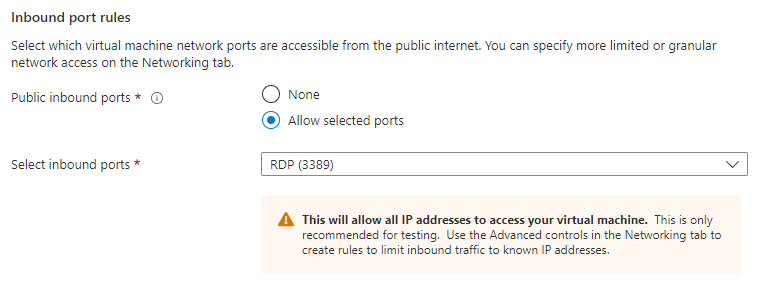 Inbound port rules
Select which virtual machine network ports are accessible from the public internet. You can specify more limited or granular
network access on the Networking tab.
Public inbound ports *
None
Allow selected ports
Select inbound ports *
RDP (3389)
This will allow all IP addresses to access your virtual machine. This is only
recommended for testing. Use the Advanced controls in the Networking tab to
create rules to limit inbound traffic to known IP addresses.